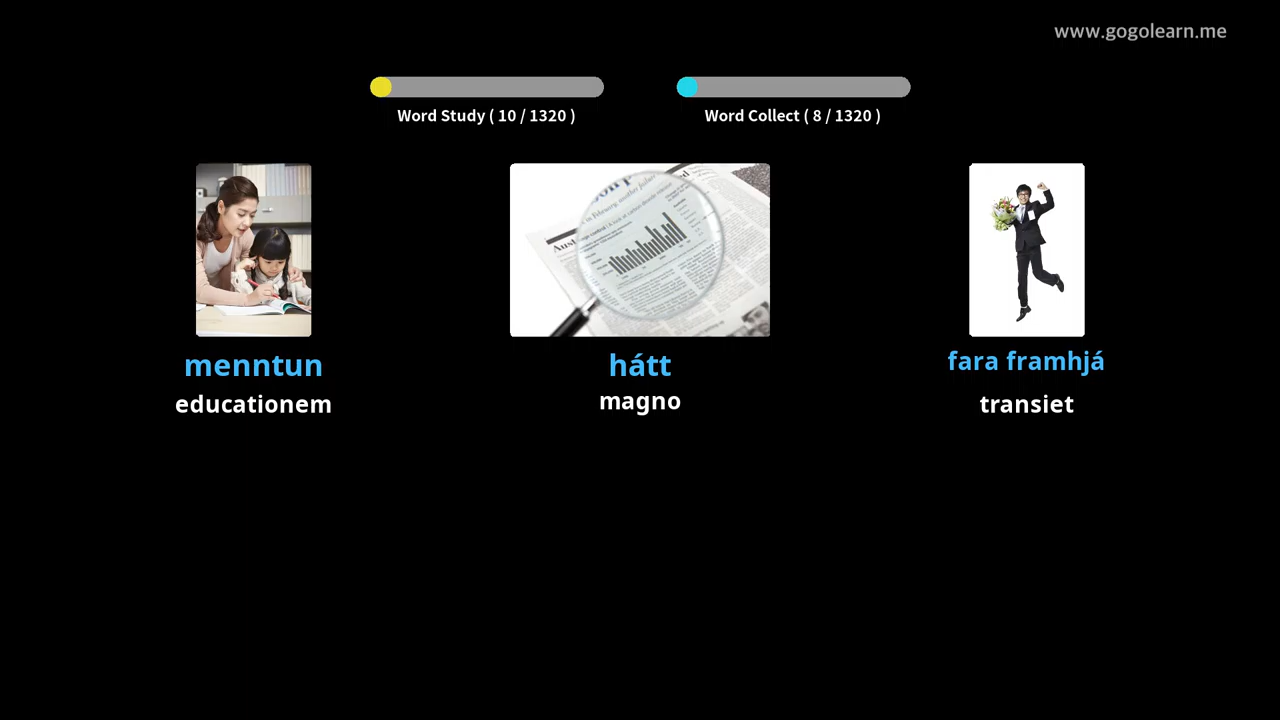 www.gogolearn.me
Word Study ( 10 / 1320 )
Word Collect ( 8 / 1320 )
menntun
educationem
hátt
magno
fara framhjá
transiet